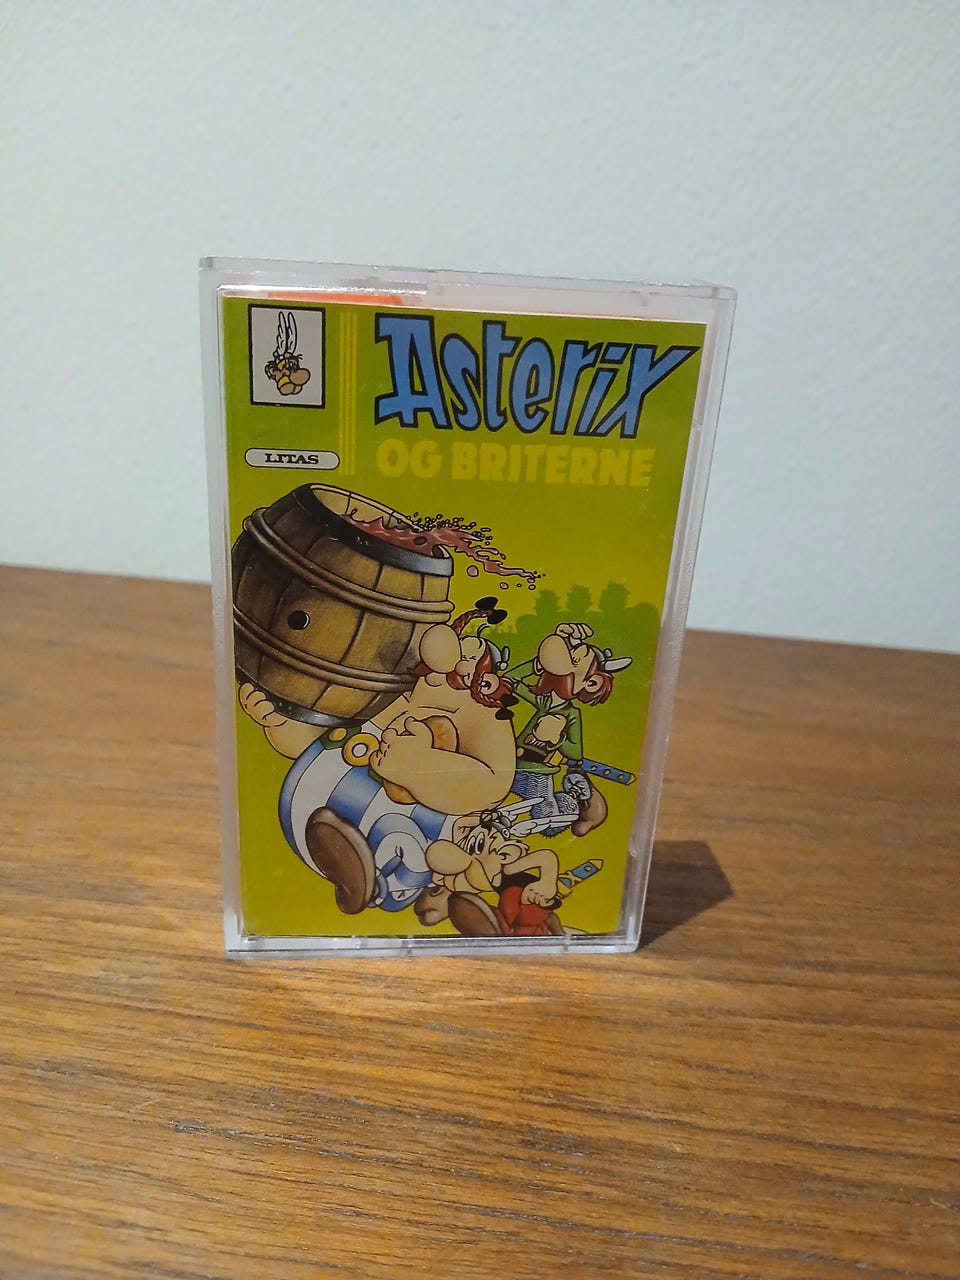 Asterix
OG BRITERNE
LITAS